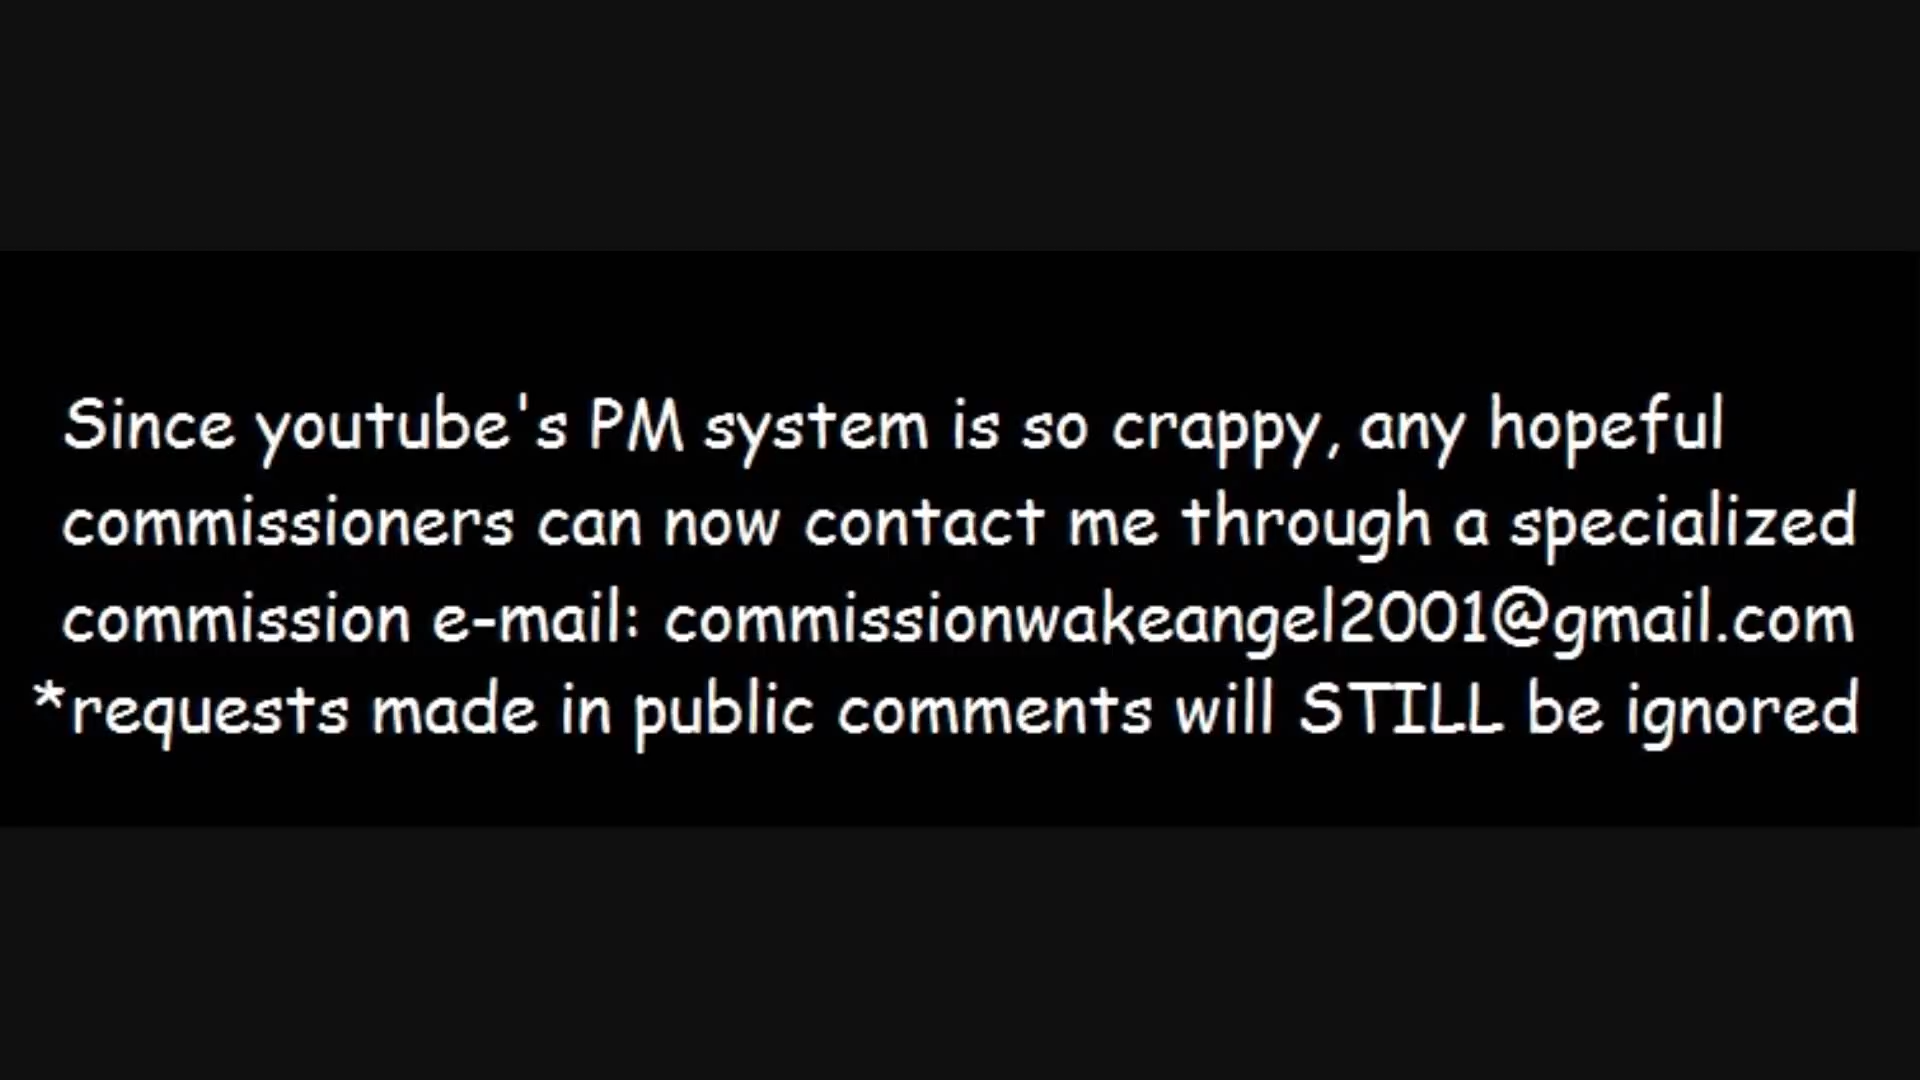 Since youtube's PM system is so crappy, any hopeful
commissioners can now contact me through a specialized
commission e-mail: commissionwakeangel2001@gmail.com
*requests made in public comments will STILL be ignored